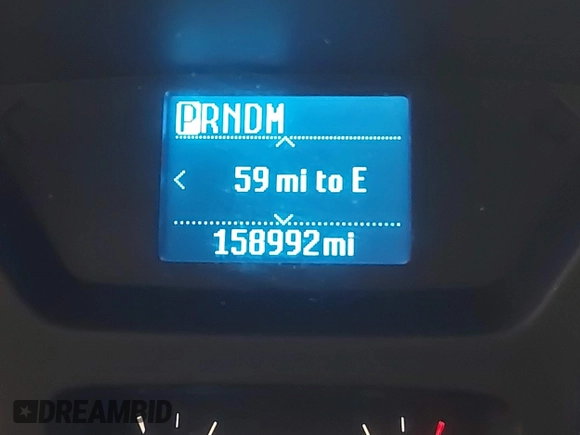 PRNDM
59 mi to E
158992mi
DREAMBID